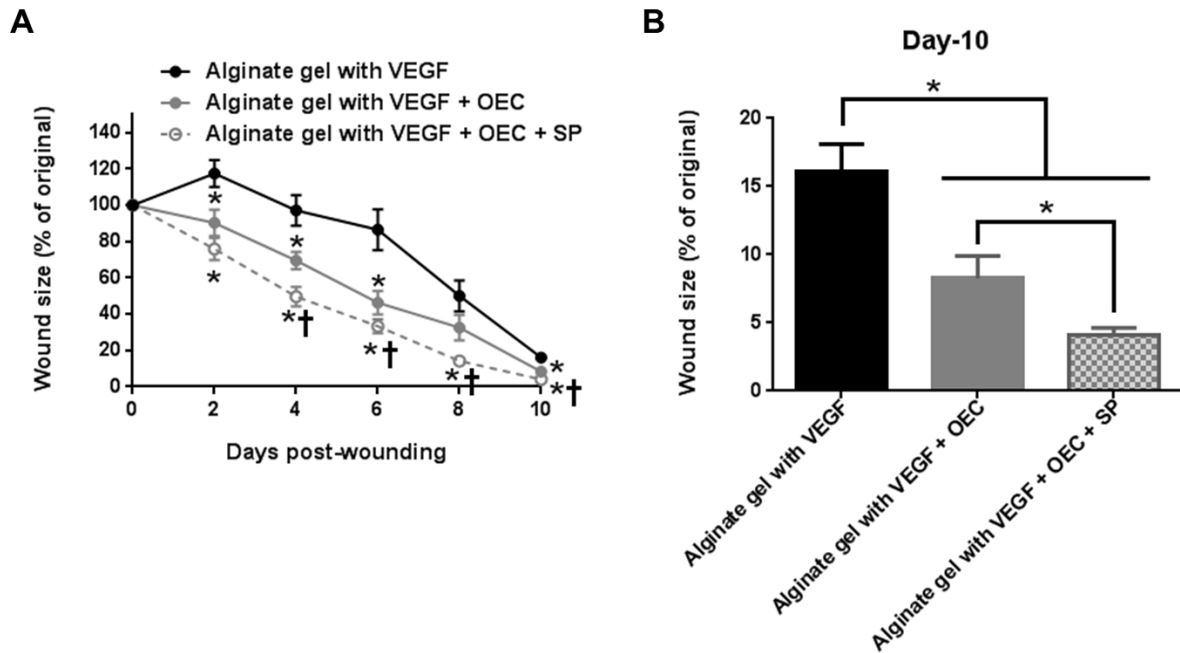 A
Alginate gel with VEGF
Alginate gel with VEGF + OEC
Alginate gel with VEGF + OEC + SP
Wound size (% of original)
140
120
100
80
60
40
20
0
*
*
*
*
*†
*†
*†
*
*†
0 2 4 6 8 10
Days post-wounding
B
Day-10
Wound size (% of original)
20
15
10
5
0
*
*
Alginate gel with VEGF
Alginate gel with VEGF + OEC
Alginate gel with VEGF + OEC + SP